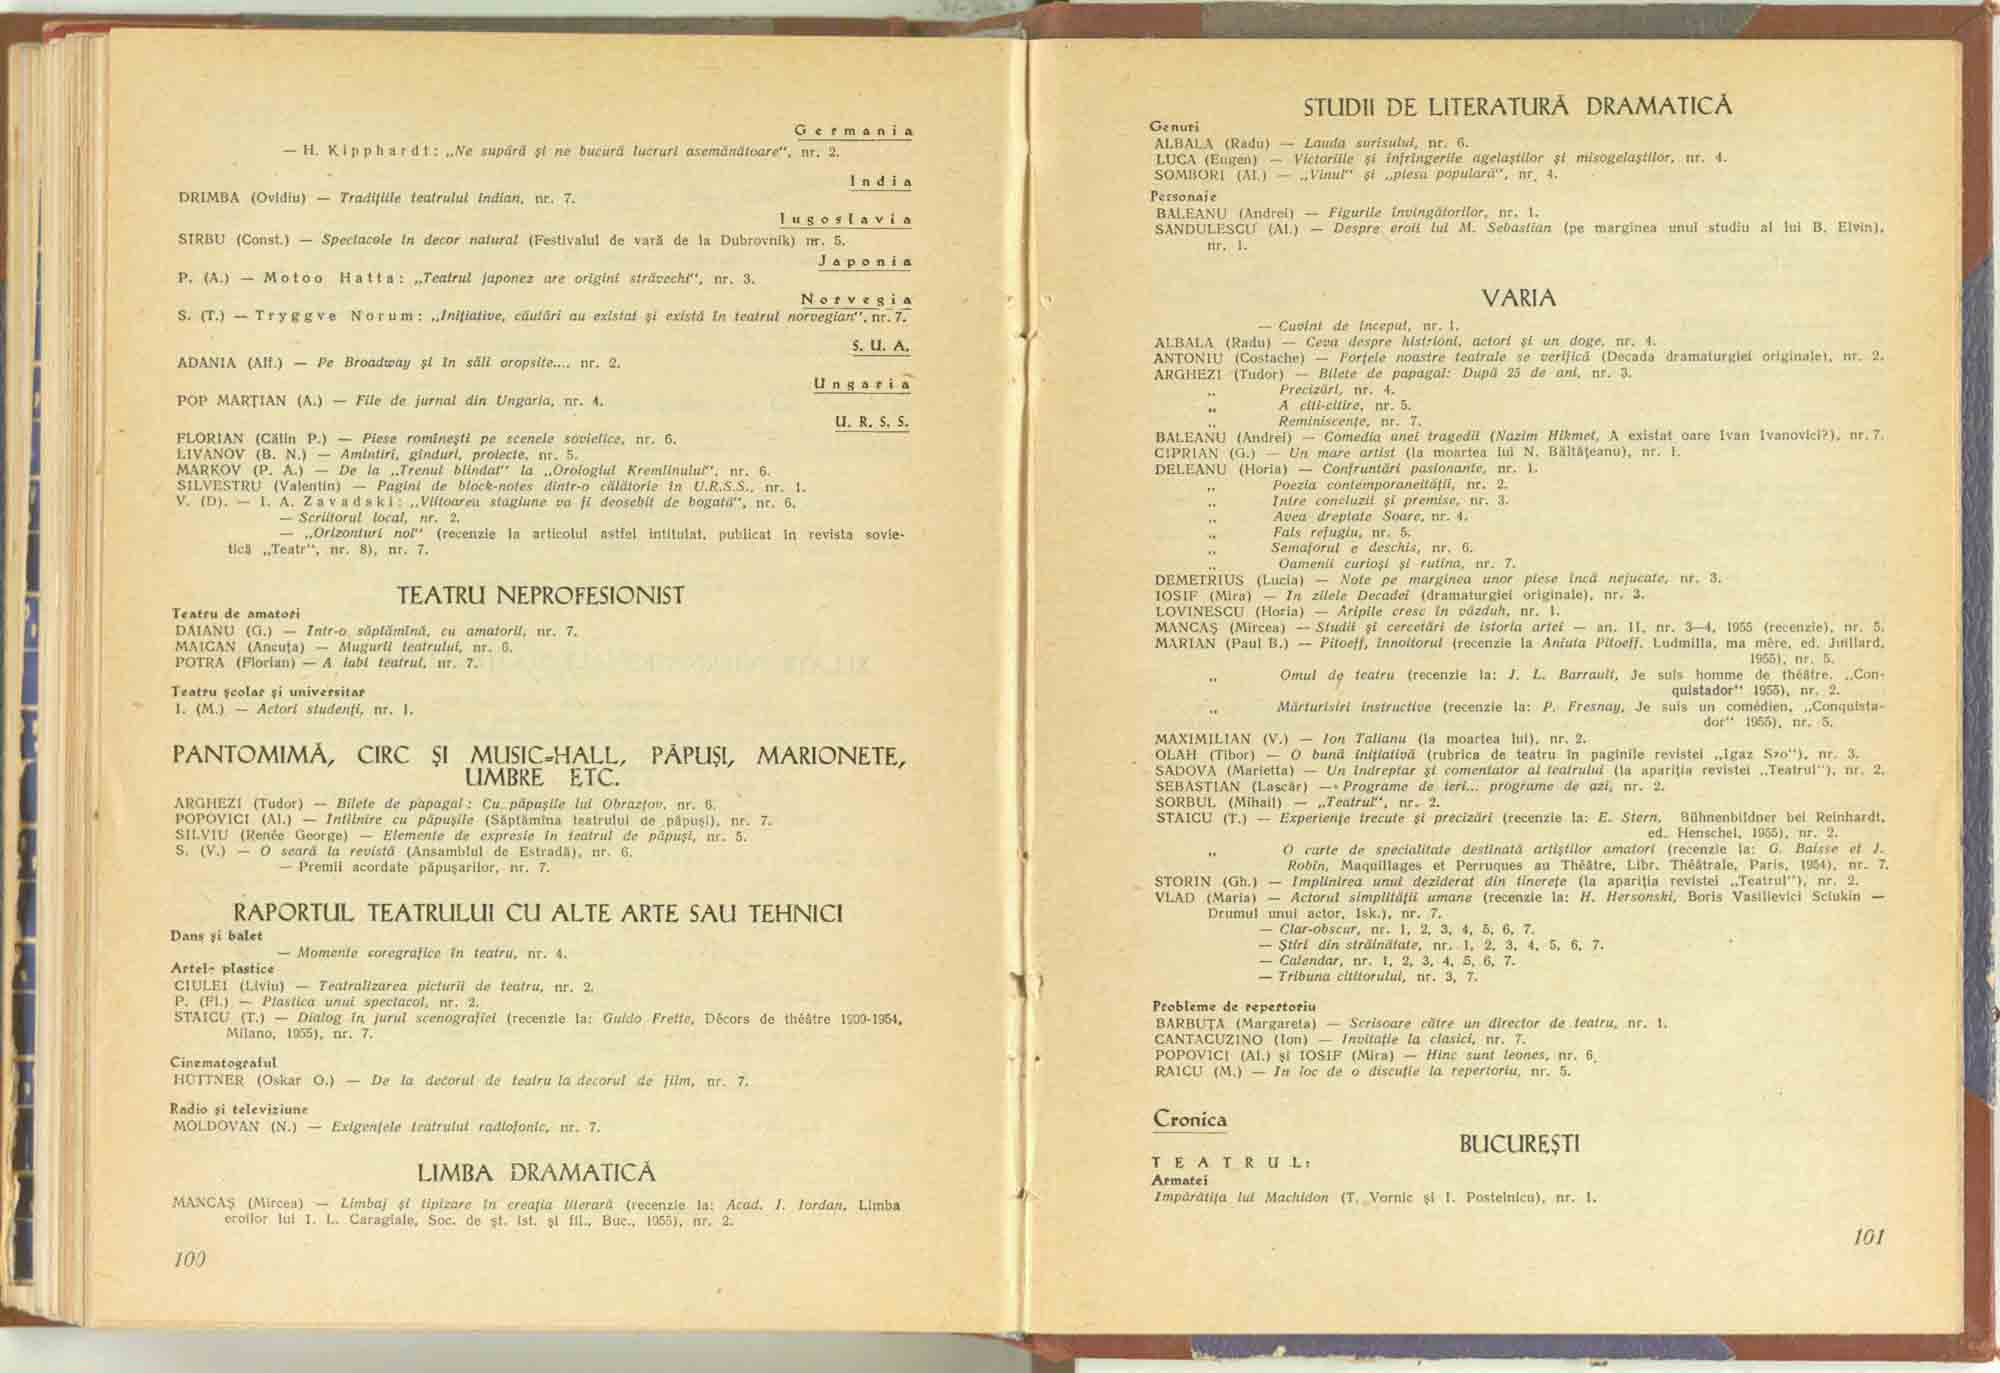 Germania
— H. Kipphardt: „Ne supără şi ne bucură lucruri asemănătoare“, nr. 2.
India
DRIMBA (Ovidiu) — Tradiţiile teatrului indian, nr. 7.
Iugoslavia
SIRBU (Const.) — Spectacole în decor natural (Festivalul de vară de la Dubrovnik) nr. 5.
Japonia
P. (A.) — Motoo Hatta: „Teatrul japonez are origini străvechi“, nr. 3.
Norvegia
S. (T.) — Tryggve Norum: „Iniţiative, căutări au existat şi există în teatrul norvegian“, nr. 7.
S. U. A.
ADANIA (Alf.) — Pe Broadway şi în săli oropsite..., nr. 2.
Ungaria
POP MARŢIAN (A.) — File de jurnal din Ungaria, nr. 4.
U. R. S. S.
FLORIAN (Călin P.) — Piese romîneşti pe scenele sovietice, nr. 6.
LIVANOV (B. N.) — Amintiri, gînduri, proiecte, nr. 5.
MARKOV (P. A.) — De la „Trenul blindat“ la „Orologiul Kremlinului“, nr. 6.
SILVESTRU (Valentin) — Pagini de block-notes dintr-o călătorie în U.R.S.S., nr. 1.
V. (D). — I. A. Zavadski: „Viitoarea stagiune va fi deosebit de bogată“, nr. 6.
— Scriitorul local, nr. 2.
— „Orizonturi noi“ (recenzie la articolul astfel intitulat, publicat în revista sovie-
tică „Teatr“, nr. 8), nr. 7.
TEATRU NEPROFESIONIST
Teatru de amatori
DAIANU (G.) — Într-o săptămînă, cu amatorii, nr. 7.
MAICAN (Ancuţa) — Mugurii teatrului, nr. 6.
POTRA (Florian) — A iubi teatrul, nr. 7.
Teatru şcolar şi universitar
I. (M.) — Actori studenţi, nr. 1.
PANTOMIMĂ, CIRC ŞI MUSIC-HALL, PĂPUŞI, MARIONETE,
UMBRE ETC.
ARGHEZI (Tudor) — Bilete de papagal: Cu păpuşile lui Obrazţov, nr. 6.
POPOVICI (Al.) — Întîlnire cu păpuşile (Săptămîna teatrului de păpuşi), nr. 7.
SILVIU (Renée George) — Elemente de expresie în teatrul de păpuşi, nr. 5.
S. (V.) — O seară la revistă (Ansamblul de Estradă), nr. 6.
— Premii acordate păpuşarilor, nr. 7.
RAPORTUL TEATRULUI CU ALTE ARTE SAU TEHNICI
Dans şi balet
— Momente coregrafice în teatru, nr. 4.
Artele plastice
CIULEI (Liviu) — Teatralizarea picturii de teatru, nr. 2.
P. (Fl.) — Plastica unui spectacol, nr. 2.
STAICU (T.) — Dialog în jurul scenografiei (recenzie la: Guido Frette, Décors de théâtre 1909-1954,
Milano, 1955), nr. 7.
Cinematograful
HÜTTNER (Oskar O.) — De la decorul de teatru la decorul de film, nr. 7.
Radio şi televiziune
MOLDOVAN (N.) — Exigenţele teatrului radiofonic, nr. 7.
LIMBA DRAMATICĂ
MANCAŞ (Mircea) — Limbaj şi tipizare în creaţia literară (recenzie la: Acad. I. Iordan, Limba
eroilor lui I. L. Caragiale, Soc. de şt. ist. şi fil., Buc., 1955), nr. 2.
100
STUDII DE LITERATURĂ DRAMATICĂ
Genuri
ALBALA (Radu) — Lauda surîsului, nr. 6.
LUCA (Eugen) — Victoriile şi înfrîngerile agelaştilor şi misogelaştilor, nr. 4.
SOMBORI (Al.) — „Vinul“ şi „piesa populară“, nr. 4.
Personaje
BALEANU (Andrei) — Figurile învingătorilor, nr. 1.
SANDULESCU (Al.) — Despre eroii lui M. Sebastian (pe marginea unui studiu al lui B. Elvin),
nr. 1.
VARIA
— Cuvînt de început, nr. 1.
ALBALA (Radu) — Ceva despre histrioni, actori şi un doge, nr. 4.
ANTONIU (Costache) — Forţele noastre teatrale se verifică (Decada dramaturgiei originale), nr. 2.
ARGHEZI (Tudor) — Bilete de papagal: După 25 de ani, nr. 3.
„ Precizări, nr. 4.
„ A citi-citire, nr. 5.
„ Reminiscenţe, nr. 7.
BALEANU (Andrei) — Comedia unei tragedii (Nazim Hikmet, A existat oare Ivan Ivanovici?), nr. 7.
CIPRIAN (G.) — Un mare artist (la moartea lui N. Bălţăţeanu), nr. 1.
DELEANU (Horia) — Confruntări pasionante, nr. 1.
„ Poezia contemporaneităţii, nr. 2.
„ Între concluzii şi premise, nr. 3.
„ Avea dreptate Soare, nr. 4.
„ Fals refugiu, nr. 5.
„ Semaforul e deschis, nr. 6.
„ Oamenii curioşi şi rutina, nr. 7.
DEMETRIUS (Lucia) — Note pe marginea unor piese încă nejucate, nr. 3.
IOSIF (Mira) — În zilele Decadei (dramaturgiei originale), nr. 3.
LOVINESCU (Horia) — Aripile cresc în văzduh, nr. 1.
MANCAŞ (Mircea) — Studii şi cercetări de istoria artei — an. II, nr. 3—4, 1955 (recenzie), nr. 5.
MARIAN (Paul B.) — Pitoeff, înnoitorul (recenzie la Aniuta Pitoeff, Ludmilla, ma mère, ed. Juillard,
1955), nr. 5.
„ Omul de teatru (recenzie la: J. L. Barrault, Je suis homme de théâtre, „Con-
quistador“ 1955), nr. 2.
„ Mărturisiri instructive (recenzie la: P. Fresnay, Je suis un comédien, „Conquista-
dor“ 1955), nr. 5.
MAXIMILIAN (V.) — Ion Talianu (la moartea lui), nr. 2.
OLAH (Tibor) — O bună iniţiativă (rubrica de teatru în paginile revistei „Igaz Szo“), nr. 3.
SADOVA (Marietta) — Un îndreptar şi comentator al teatrului (la apariţia revistei „Teatrul“), nr. 2.
SEBASTIAN (Lascăr) — Programe de ieri... programe de azi, nr. 2.
SORBUL (Mihail) — „Teatrul“, nr. 2.
STAICU (T.) — Experienţe trecute şi precizări (recenzie la: E. Stern, Bühnenbildner bei Reinhardt,
ed. Henschel, 1955), nr. 2.
„ O carte de specialitate destinată artiştilor amatori (recenzie la: G. Baisse et J.
Robin, Maquillages et Perruques au Théâtre, Libr. Théâtrale, Paris, 1954), nr. 7.
STORIN (Gh.) — Împlinirea unui deziderat din tinereţe (la apariţia revistei „Teatrul“), nr. 2.
VLAD (Maria) — Actorul simplităţii umane (recenzie la: H. Hersonski, Boris Vasilievici Sciukin —
Drumul unui actor, Isk.), nr. 7.
— Clar-obscur, nr. 1, 2, 3, 4, 5, 6, 7.
— Ştiri din străinătate, nr. 1, 2, 3, 4, 5, 6, 7.
— Calendar, nr. 1, 2, 3, 4, 5, 6, 7.
— Tribuna cititorului, nr. 3, 7.
Probleme de repertoriu
BARBUŢA (Margareta) — Scrisoare către un director de teatru, nr. 1.
CANTACUZINO (Ion) — Invitaţie la clasici, nr. 7.
POPOVICI (Al.) şi IOSIF (Mira) — Hinc sunt leones, nr. 6.
RAICU (M.) — În loc de o discuţie la repertoriu, nr. 5.
Cronica
BUCUREŞTI
TEATRUL:
Armatei
Împărătiţa lui Machidon (T. Vornic şi I. Postelnicu), nr. 1.
101